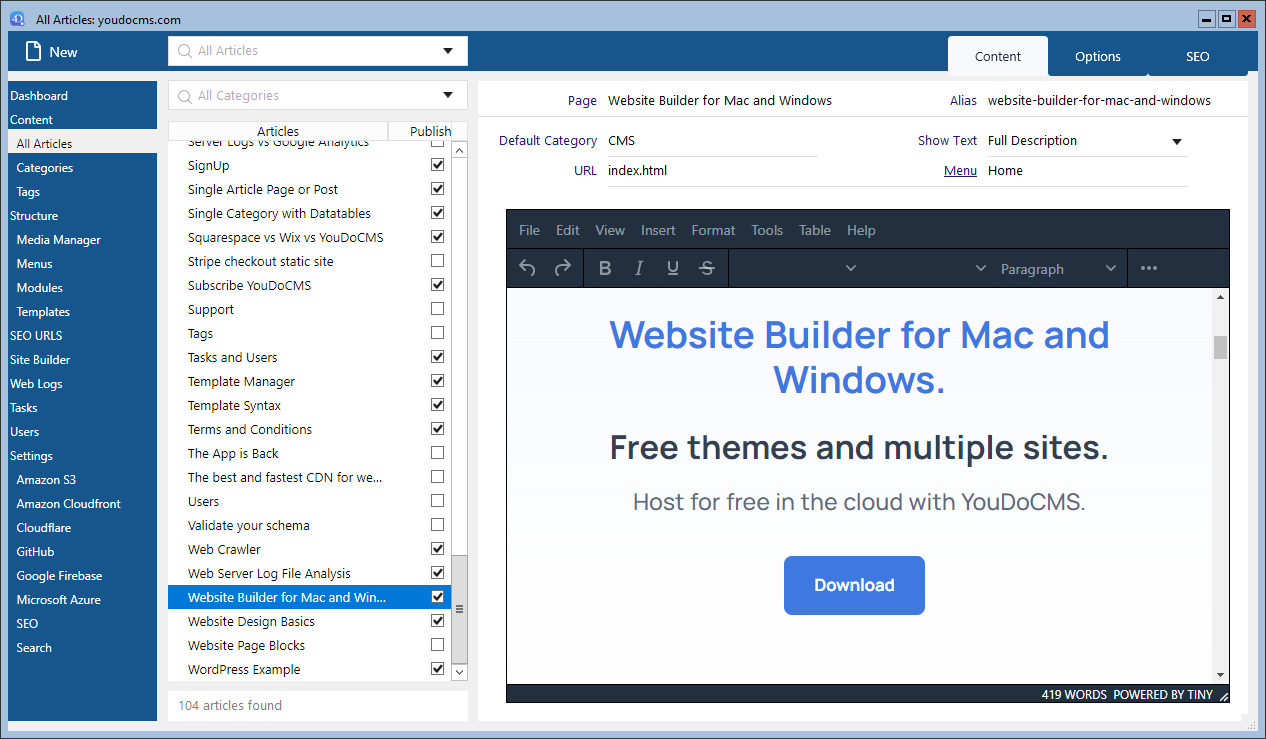 All Articles: youdocms.com
New
All Articles
Content
Options
SEO
Dashboard
Content
All Articles
Categories
Tags
Structure
Media Manager
Menus
Modules
Templates
SEO URLS
Site Builder
Web Logs
Tasks
Users
Settings
Amazon S3
Amazon Cloudfront
Cloudflare
GitHub
Google Firebase
Microsoft Azure
SEO
Search
All Categories
Articles Publish
Server Logs vs Google Analytics
SignUp
Single Article Page or Post
Single Category with Datatables
Squarespace vs Wix vs YouDoCMS
Stripe checkout static site
Subscribe YouDoCMS
Support
Tags
Tasks and Users
Template Manager
Template Syntax
Terms and Conditions
The App is Back
The best and fastest CDN for we...
Users
Validate your schema
Web Crawler
Web Server Log File Analysis
Website Builder for Mac and Win...
Website Design Basics
Website Page Blocks
WordPress Example
104 articles found
Page Website Builder for Mac and Windows
Alias website-builder-for-mac-and-windows
Default Category CMS
Show Text Full Description
URL index.html
Menu Home
File Edit View Insert Format Tools Table Help
B I U S Paragraph
Website Builder for Mac and
Windows.
Free themes and multiple sites.
Host for free in the cloud with YouDoCMS.
Download
419 WORDS POWERED BY TINY